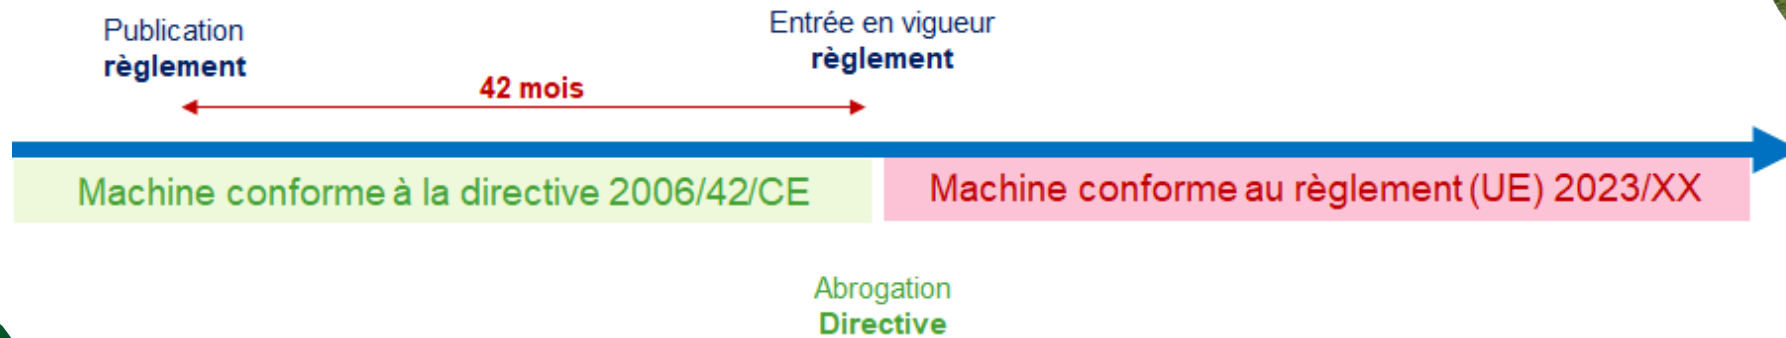 Publication
règlement
Entrée en vigueur
règlement
42 mois
Machine conforme à la directive 2006/42/CE
Machine conforme au règlement (UE) 2023/XX
Abrogation
Directive